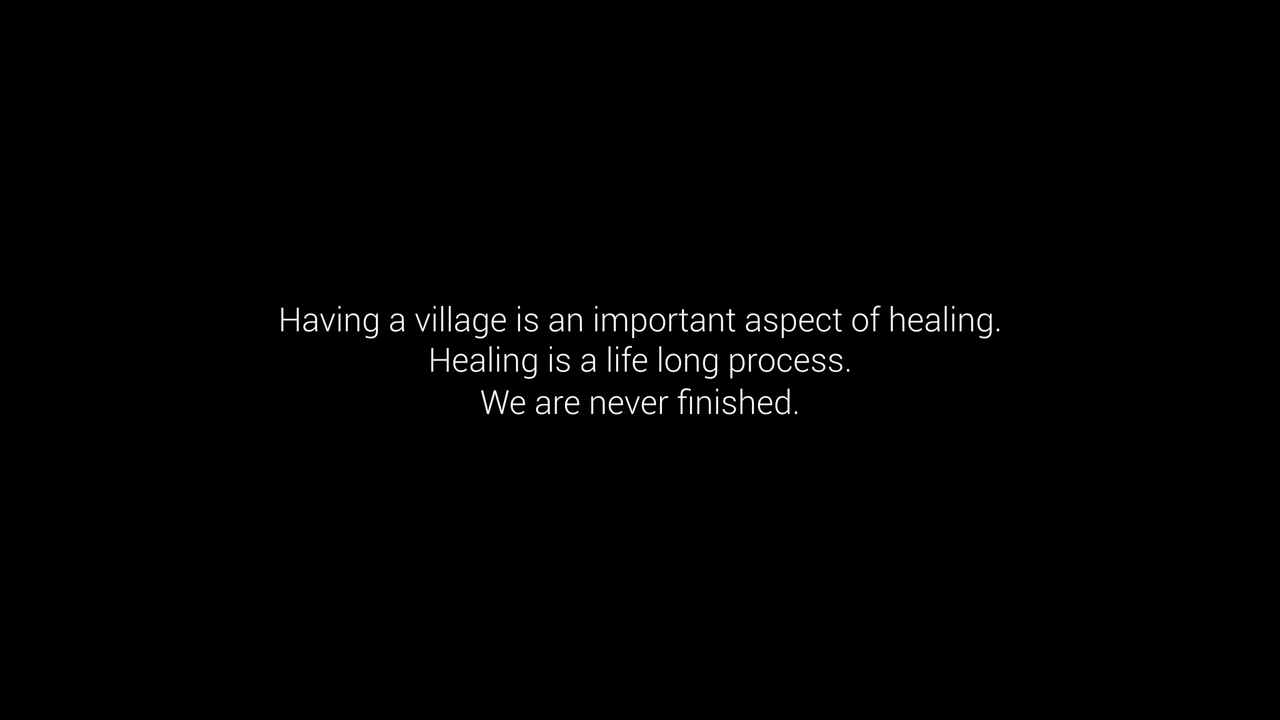 Having a village is an important aspect of healing.
Healing is a life long process.
We are never finished.